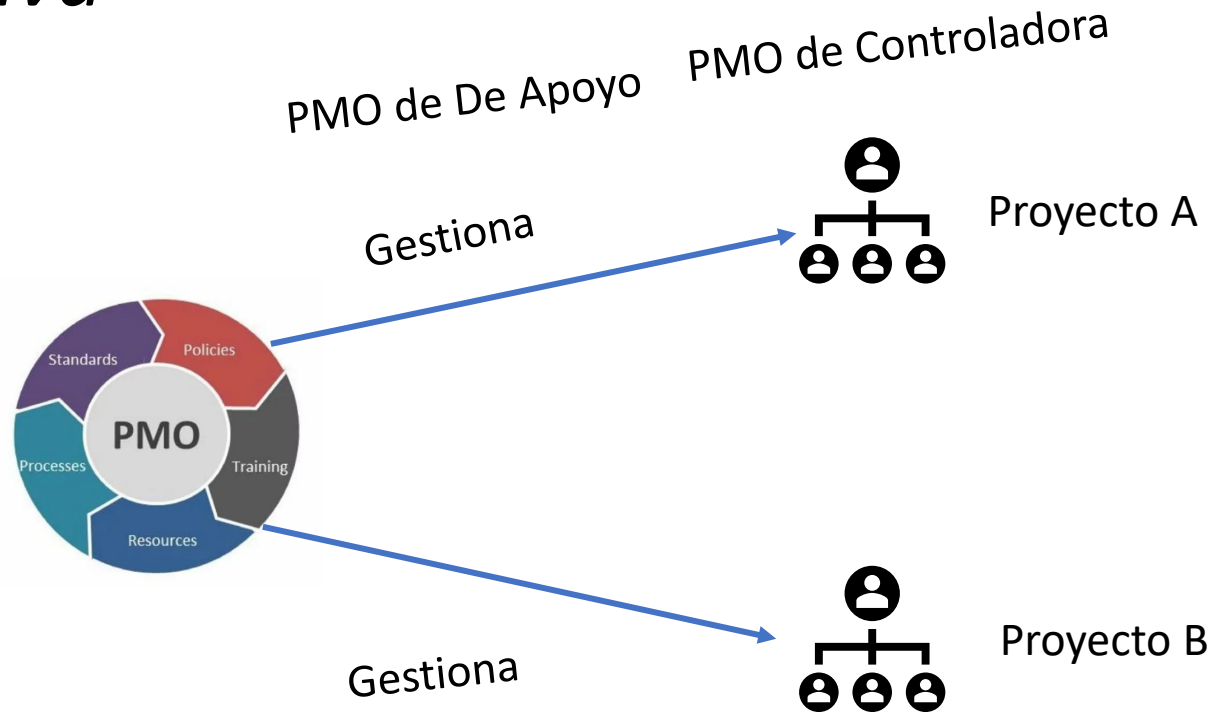 PMO de De Apoyo
PMO de Controladora
Gestiona
Proyecto A
Standards
Policies
PMO
Processes
Training
Resources
Gestiona
Proyecto B